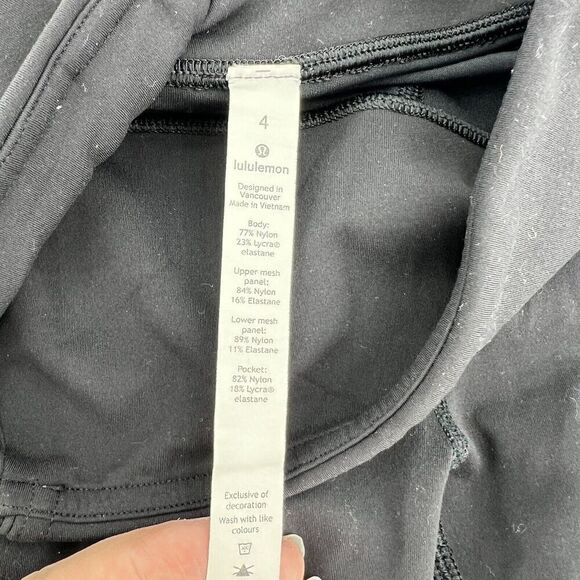 4
lululemon
Designed in
Vancouver
Made in Vietnam
Body:
77% Nylon
23% Lycra®
elastane
Upper mesh
panel:
84% Nylon
16% Elastane
Lower mesh
panel:
89% Nylon
11% Elastane
Pocket:
82% Nylon
18% Lycra®
elastane
Exclusive of
decoration
Wash with like
colours